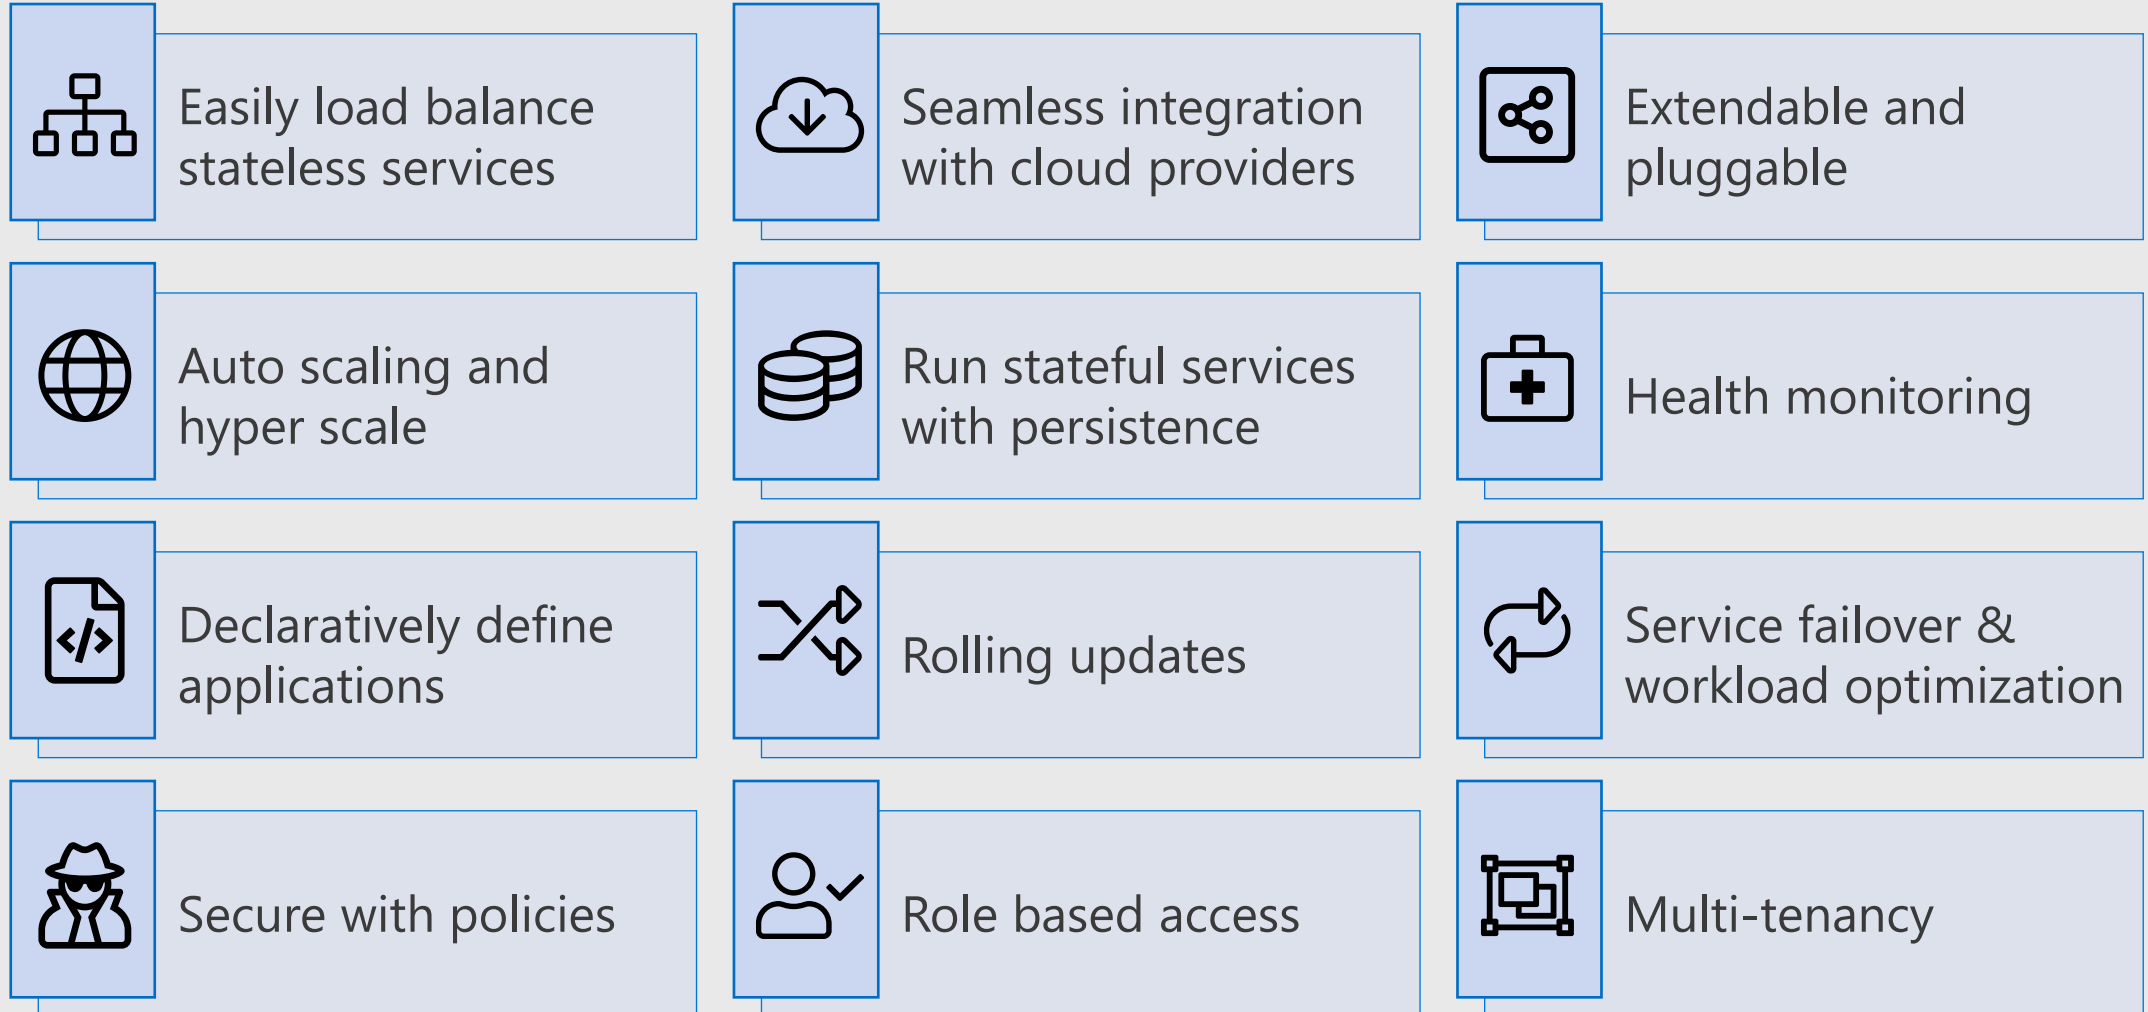 Easily load balance
stateless services
Seamless integration
with cloud providers
Extendable and
pluggable
Auto scaling and
hyper scale
Run stateful services
with persistence
Health monitoring
Declaratively define
applications
Rolling updates
Service failover &
workload optimization
Secure with policies
Role based access
Multi-tenancy